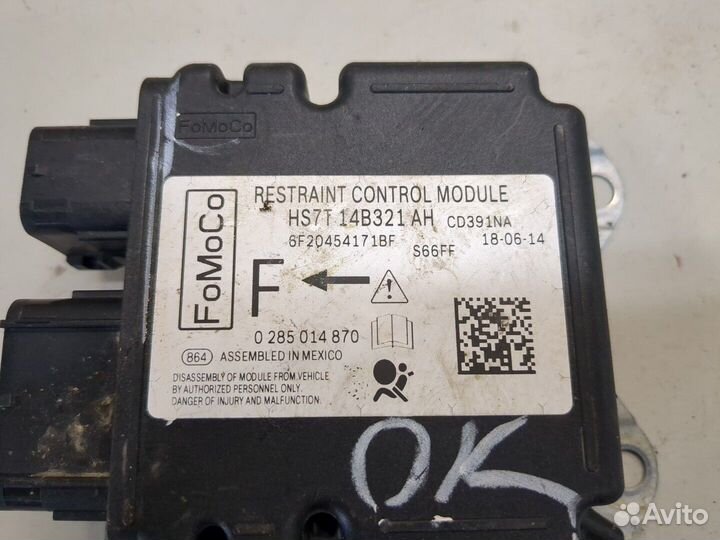 FoMoCo
FoMoCo
RESTRAINT CONTROL MODULE
HS7T 14B321 AH CD391NA
6F20454171BF S66FF 18-06-14
F
0 285 014 870
864 ASSEMBLED IN MEXICO
DISASSEMBLY OF MODULE FROM VEHICLE
BY AUTHORIZED PERSONNEL ONLY.
DANGER OF INJURY AND MALFUNCTION.
OK
Avito